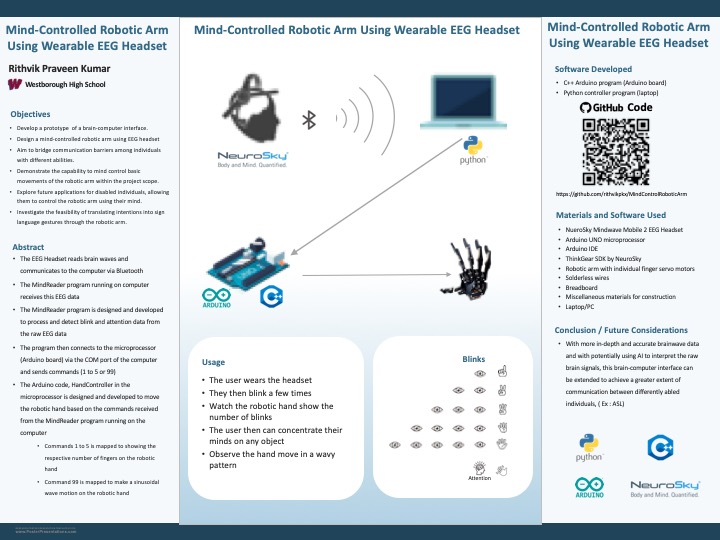 Mind-Controlled Robotic Arm
Using Wearable EEG Headset
Rithvik Praveen Kumar
Westborough High School
Objectives
• Develop a prototype of a brain-computer interface.
• Design a mind-controlled robotic arm using EEG headset
• Aim to bridge communication barriers among individuals
with different abilities.
• Demonstrate the capability to mind control basic
movements of the robotic arm within the project scope.
• Explore future applications for disabled individuals, allowing
them to control the robotic arm using their mind.
• Investigate the feasibility of translating intentions into sign
language gestures through the robotic arm.
Abstract
• The EEG Headset reads brain waves and
communicates to the computer via Bluetooth
• The MindReader program running on computer
receives this EEG data
• The MindReader program is designed and developed
to process and detect blink and attention data from
the raw EEG data
• The program then connects to the microprocessor
(Arduino board) via the COM port of the computer
and sends commands (1 to 5 or 99)
• The Arduino code, HandController in the
microprocessor is designed and developed to move
the robotic hand based on the commands received
from the MindReader program running on the
computer
• Commands 1 to 5 is mapped to showing the
respective number of fingers on the robotic
hand
• Command 99 is mapped to make a sinusoidal
wave motion on the robotic hand
Mind-Controlled Robotic Arm Using Wearable EEG Headset
NeuroSky
Body and Mind. Quantified.
python
UNO
ARDUINO
Usage
• The user wears the headset
• They then blink a few times
• Watch the robotic hand show the
number of blinks
• The user then can concentrate their
minds on any object
• Observe the hand move in a wavy
pattern
Blinks
Attention
Mind-Controlled Robotic Arm
Using Wearable EEG Headset
Software Developed
• C++ Arduino program (Arduino board)
• Python controller program (laptop)
GitHub Code
https://github.com/rithvikpkx/MindControlRoboticArm
Materials and Software Used
• NueroSky Mindwave Mobile 2 EEG Headset
• Arduino UNO microprocessor
• Arduino IDE
• ThinkGear SDK by NeuroSky
• Robotic arm with individual finger servo motors
• Solderless wires
• Breadboard
• Miscellaneous materials for construction
• Laptop/PC
Conclusion / Future Considerations
• With more in-depth and accurate brainwave data
and with potentially using AI to interpret the raw
brain signals, this brain-computer interface can
be extended to achieve a greater extent of
communication between differently abled
individuals, ( Ex : ASL)
python
ARDUINO
NeuroSky
Body and Mind. Quantified.
www.PosterPresentations.com